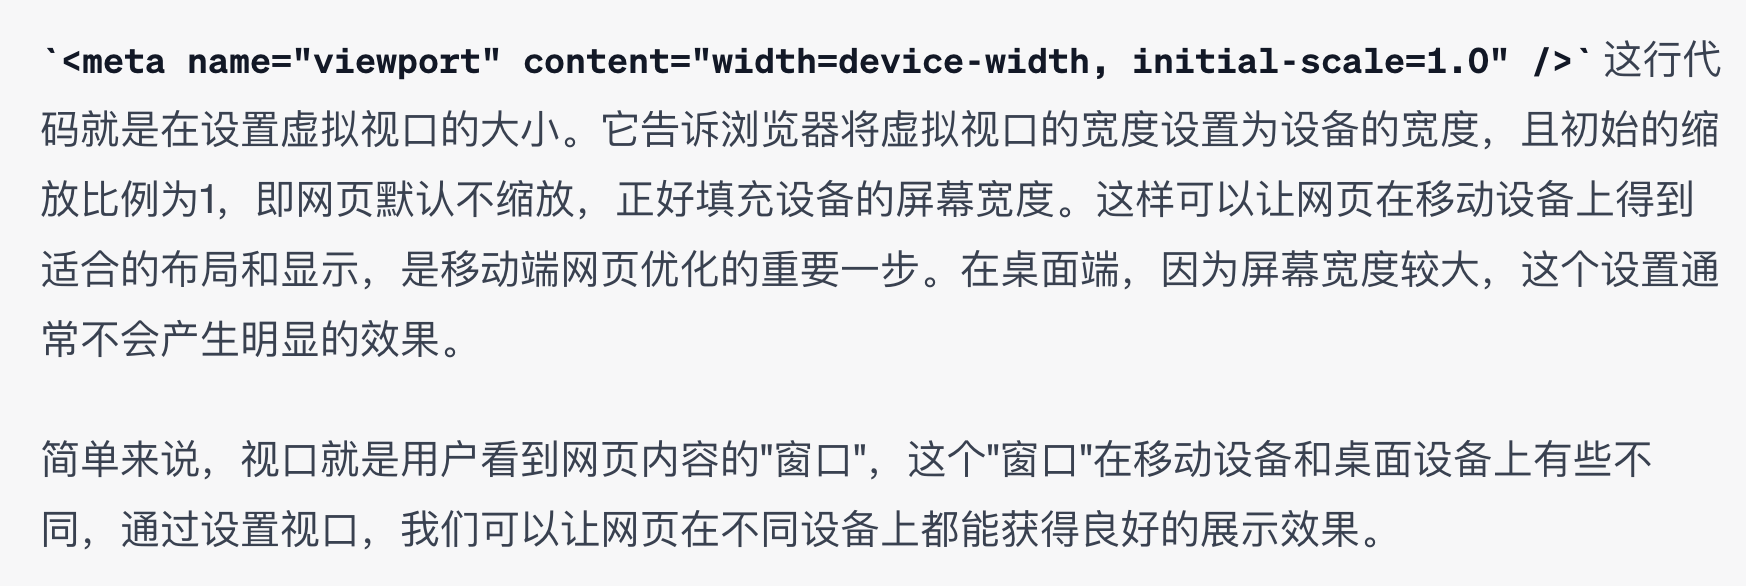 `<meta name="viewport" content="width=device-width, initial-scale=1.0" />` 这行代
码就是在设置虚拟视口的大小。它告诉浏览器将虚拟视口的宽度设置为设备的宽度，且初始的缩
放比例为1，即网页默认不缩放，正好填充设备的屏幕宽度。这样可以让网页在移动设备上得到
适合的布局和显示，是移动端网页优化的重要一步。在桌面端，因为屏幕宽度较大，这个设置通
常不会产生明显的效果。
简单来说，视口就是用户看到网页内容的"窗口"，这个"窗口"在移动设备和桌面设备上有些不
同，通过设置视口，我们可以让网页在不同设备上都能获得良好的展示效果。